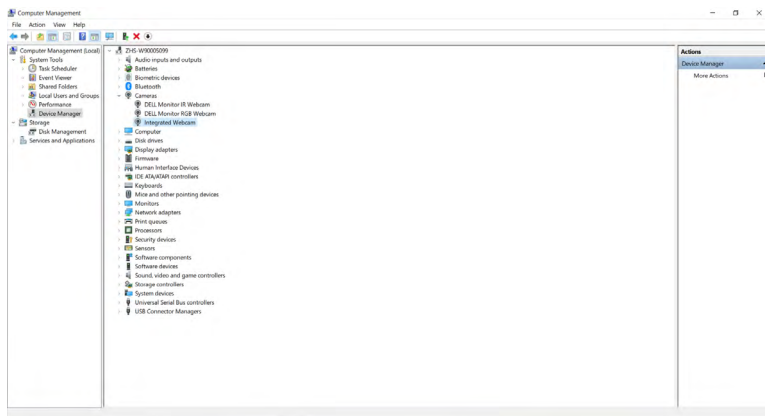 Computer Management
File Action View Help
Computer Management (Local)
System Tools
Task Scheduler
Event Viewer
Shared Folders
Local Users and Groups
Performance
Device Manager
Storage
Disk Management
Services and Applications
ZHS-W90005099
Audio inputs and outputs
Batteries
Biometric devices
Bluetooth
Cameras
DELL Monitor IR Webcam
DELL Monitor RGB Webcam
Integrated Webcam
Computer
Disk drives
Display adapters
Firmware
Human Interface Devices
IDE ATA/ATAPI controllers
Keyboards
Mice and other pointing devices
Monitors
Network adapters
Print queues
Processors
Security devices
Sensors
Software components
Software devices
Sound, video and game controllers
Storage controllers
System devices
Universal Serial Bus controllers
USB Connector Managers
Actions
Device Manager
More Actions